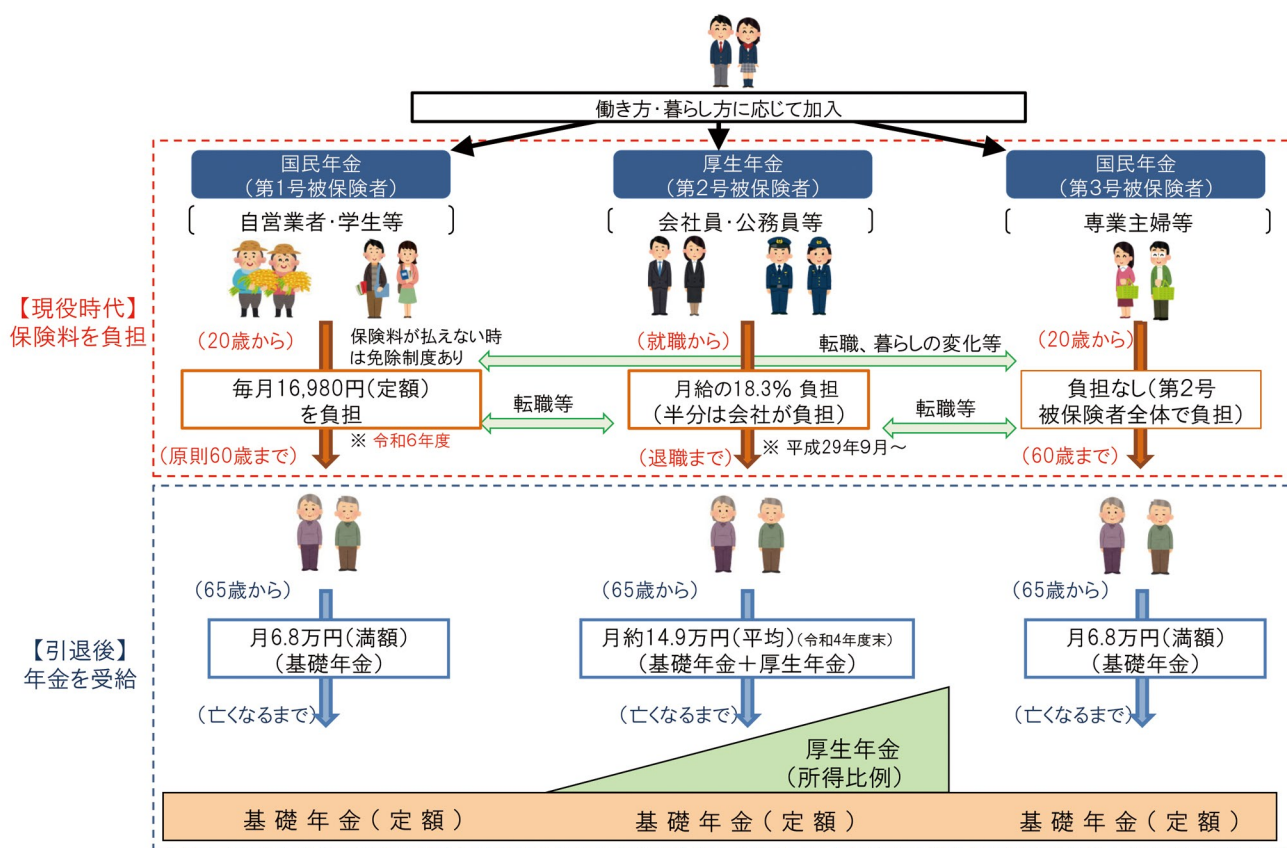 働き方・暮らし方に応じて加入
国民年金
（第1号被保険者）
自営業者・学生等
厚生年金
（第2号被保険者）
会社員・公務員等
国民年金
（第3号被保険者）
専業主婦等
【現役時代】
保険料を負担
（20歳から）
保険料が払えない時
は免除制度あり
（就職から）
転職、暮らしの変化等
（20歳から）
毎月16,980円（定額）
を負担
転職等
月給の18.3% 負担
（半分は会社が負担）
転職等
負担なし（第2号
被保険者全体で負担）
※ 令和6年度
（原則60歳まで）
※ 平成29年9月～
（退職まで）
（60歳まで）
【引退後】
年金を受給
（65歳から）
（65歳から）
（65歳から）
月6.8万円（満額）
（基礎年金）
月約14.9万円（平均）（令和4年度末）
（基礎年金＋厚生年金）
月6.8万円（満額）
（基礎年金）
（亡くなるまで）
（亡くなるまで）
（亡くなるまで）
厚生年金
（所得比例）
基礎年金（定額）
基礎年金（定額）
基礎年金（定額）